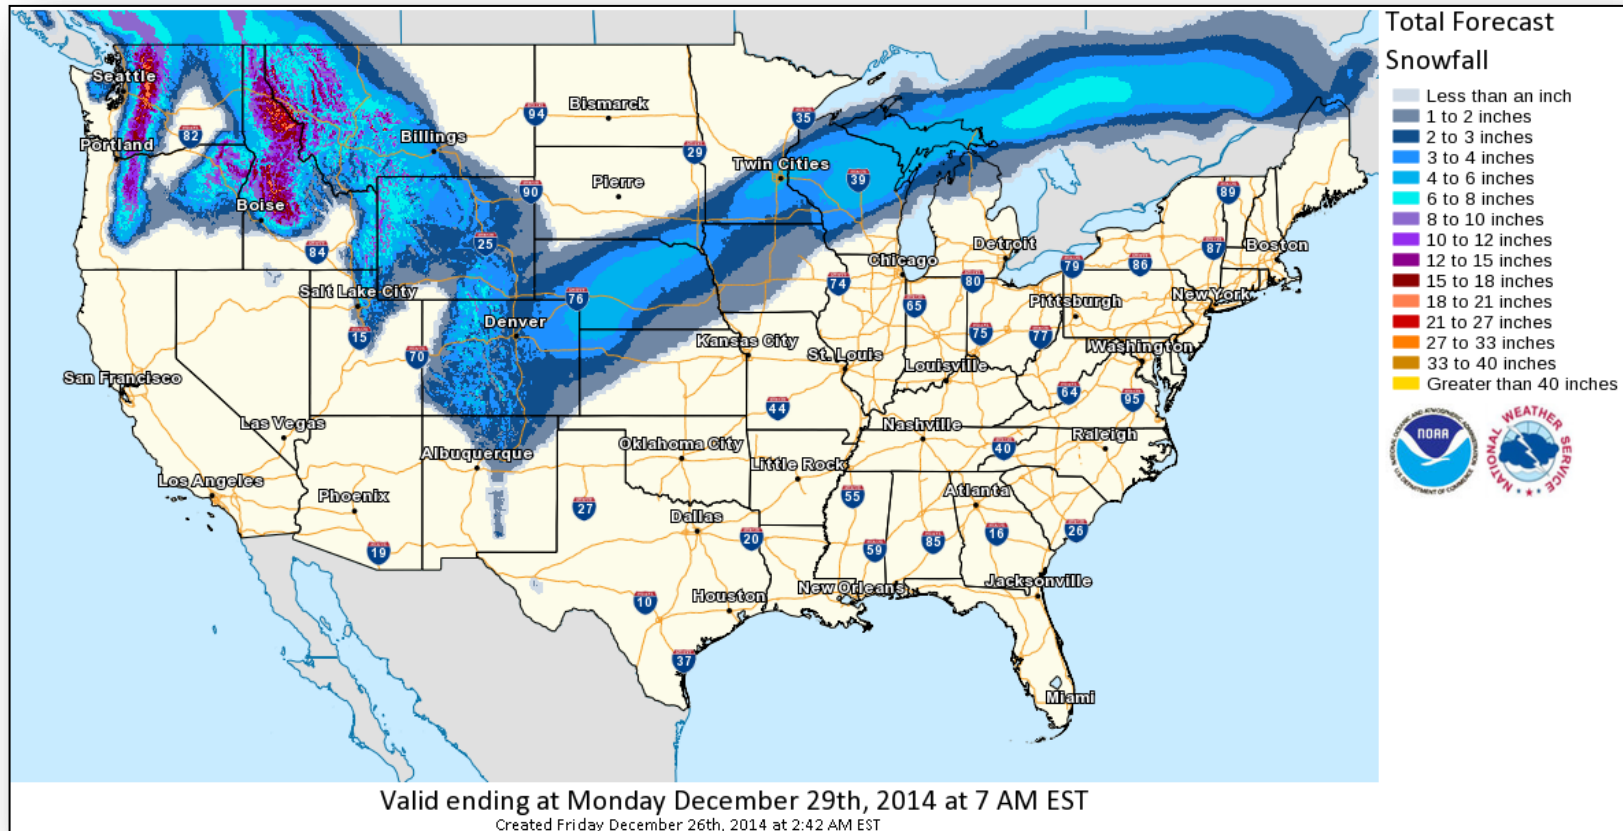 Total Forecast
Snowfall
Less than an inch
1 to 2 inches
2 to 3 inches
3 to 4 inches
4 to 6 inches
6 to 8 inches
8 to 10 inches
10 to 12 inches
12 to 15 inches
15 to 18 inches
18 to 21 inches
21 to 27 inches
27 to 33 inches
33 to 40 inches
Greater than 40 inches
NOAA
NATIONAL WEATHER SERVICE
Seattle
Portland
82
Boise
84
Billings
94
Bismarck
90
Pierre
29
35
Twin Cities
39
25
Salt Lake City
15
70
Denver
76
San Francisco
Las Vegas
Los Angeles
Phoenix
19
Albuquerque
Kansas City
St. Louis
44
Oklahoma City
Little Rock
27
Dallas
20
10
Houston
37
New Orleans
55
59
85
Atlanta
16
26
Jacksonville
Miami
Nashville
40
Raleigh
Louisville
64
95
Washington
75
77
65
74
Chicago
80
Detroit
79
86
Pittsburgh
New York
87
89
Boston
Valid ending at Monday December 29th, 2014 at 7 AM EST
Created Friday December 26th, 2014 at 2:42 AM EST